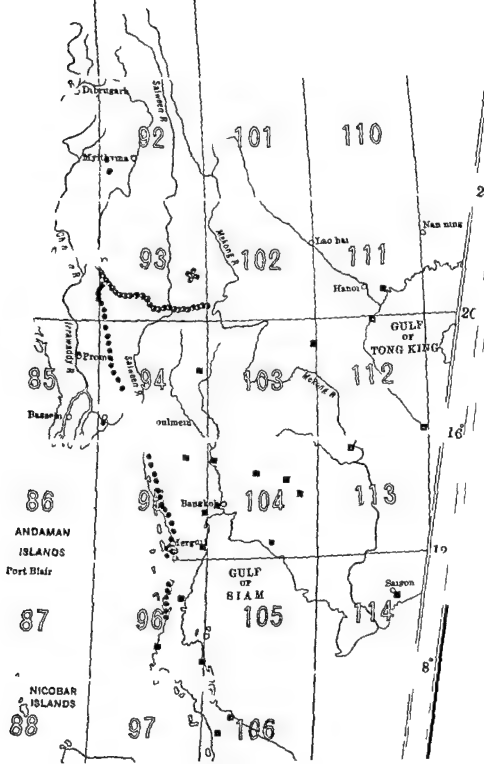 Dibrugarh
Salween R
92
101
110
Myitkyina
Nan ning
Lao kai
93
Mekong R
102
111
Hanoi
20
GULF
OF
TONG KING
Irrawaddy R
Prome
Salween R
85
94
103
Mekong R
112
Bassein
oulmein
16°
86
104
113
ANDAMAN
ISLANDS
Bangkok
Mergui
Port Blair
GULF
OF
SIAM
Saigon
87
96
105
114
8°
NICOBAR
ISLANDS
88
97
106